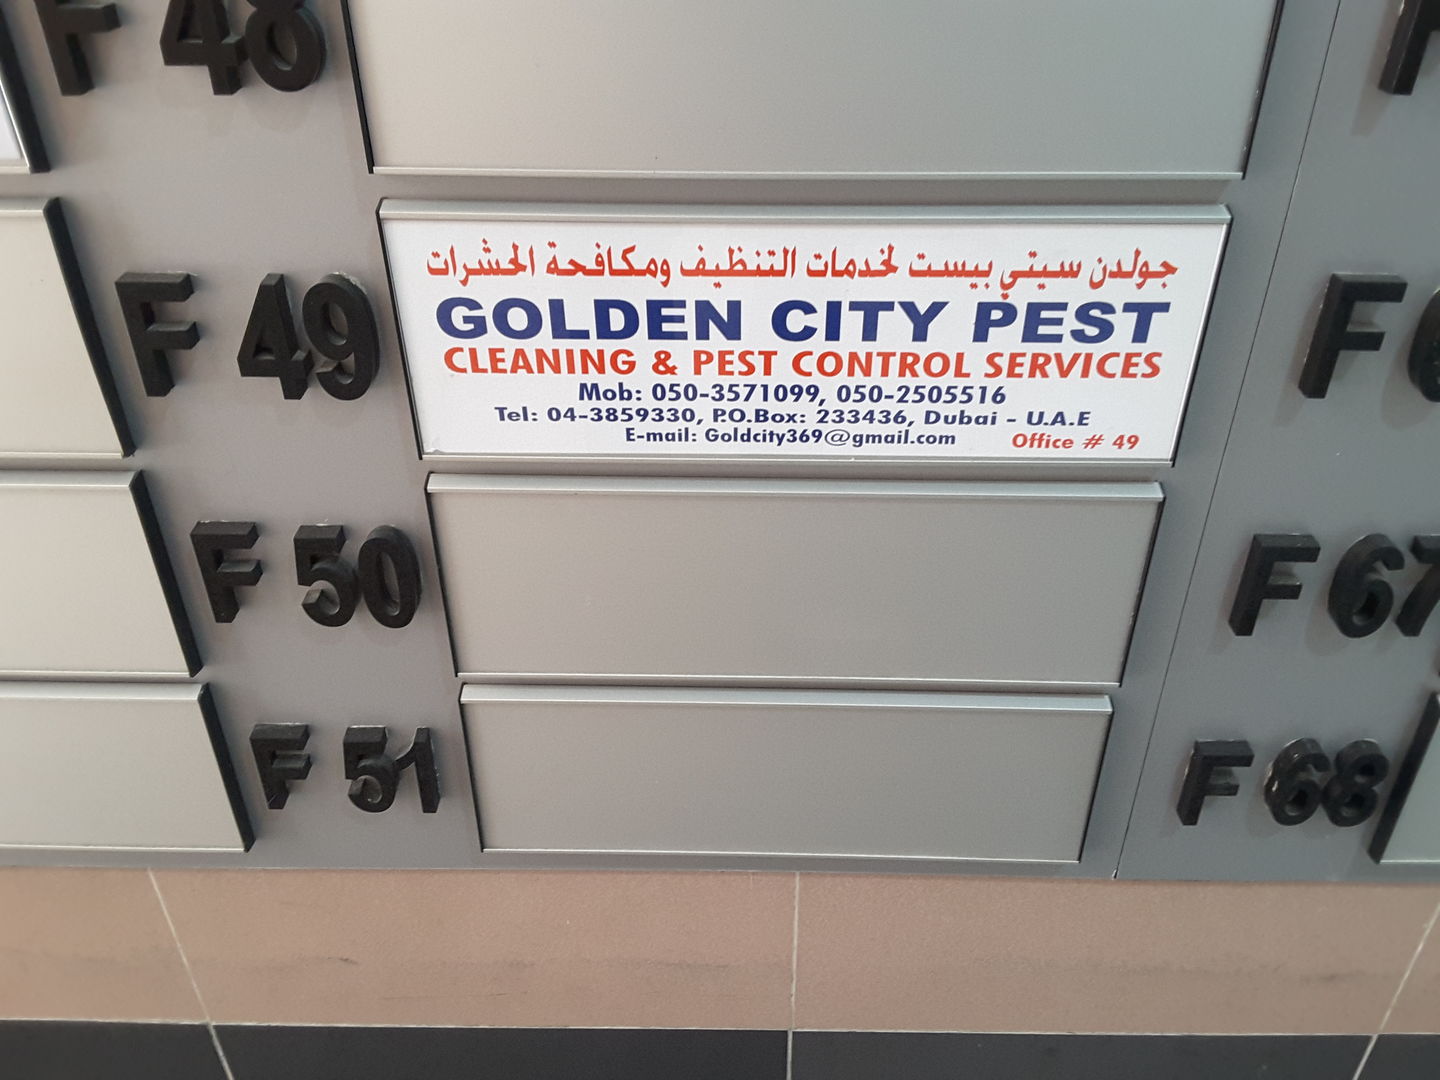 F 48
F 49
جولدن سيتي بيست لخدمات التنظيف ومكافحة الحشرات
GOLDEN CITY PEST
CLEANING & PEST CONTROL SERVICES
Mob: 050-3571099, 050-2505516
Tel: 04-3859330, P.O.Box: 233436, Dubai - U.A.E
E-mail: Goldcity369@gmail.com
Office # 49
F 50
F 51
F 67
F 68